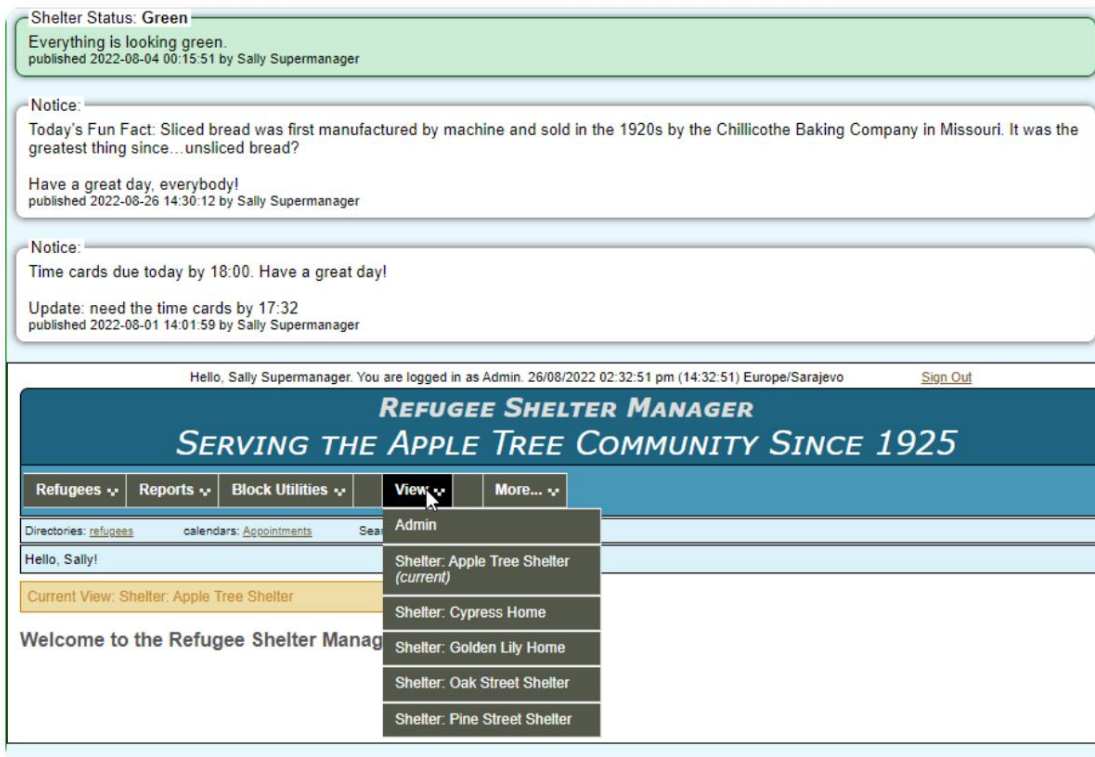 Shelter Status: Green
Everything is looking green.
published 2022-08-04 00:15:51 by Sally Supermanager
Notice:
Today's Fun Fact: Sliced bread was first manufactured by machine and sold in the 1920s by the Chillicothe Baking Company in Missouri. It was the
greatest thing since…unsliced bread?
Have a great day, everybody!
published 2022-08-26 14:30:12 by Sally Supermanager
Notice:
Time cards due today by 18:00. Have a great day!
Update: need the time cards by 17:32
published 2022-08-01 14:01:59 by Sally Supermanager
Hello, Sally Supermanager. You are logged in as Admin. 26/08/2022 02:32:51 pm (14:32:51) Europe/Sarajevo Sign Out
Refugee Shelter Manager
Serving the Apple Tree Community Since 1925
Refugees Reports Block Utilities View More...
Directories: refugees calendars: Appointments
Hello, Sally!
Current View: Shelter: Apple Tree Shelter
Welcome to the Refugee Shelter
Admin
Shelter: Apple Tree Shelter
(current)
Shelter: Cypress Home
Shelter: Golden Lily Home
Shelter: Oak Street Shelter
Shelter: Pine Street Shelter